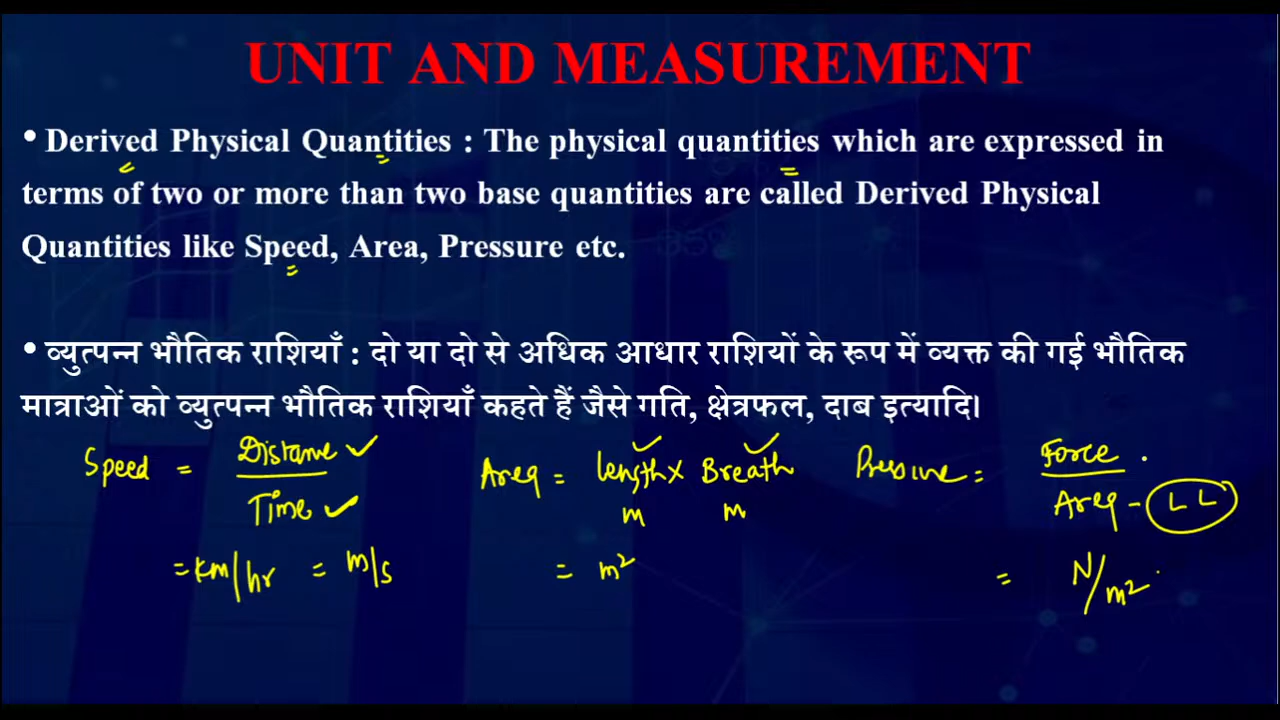 UNIT AND MEASUREMENT
• Derived Physical Quantities : The physical quantities which are expressed in
terms of two or more than two base quantities are called Derived Physical
Quantities like Speed, Area, Pressure etc.
• व्युत्पन्न भौतिक राशियाँ : दो या दो से अधिक आधार राशियों के रूप में व्यक्त की गई भौतिक
मात्राओं को व्युत्पन्न भौतिक राशियाँ कहते हैं जैसे गति, क्षेत्रफल, दाब इत्यादि।
Speed = Distance / Time
= km/hr = m/s
Area = length × Breath
m m
= m²
Pressure = Force / Area - L L
= N/m²